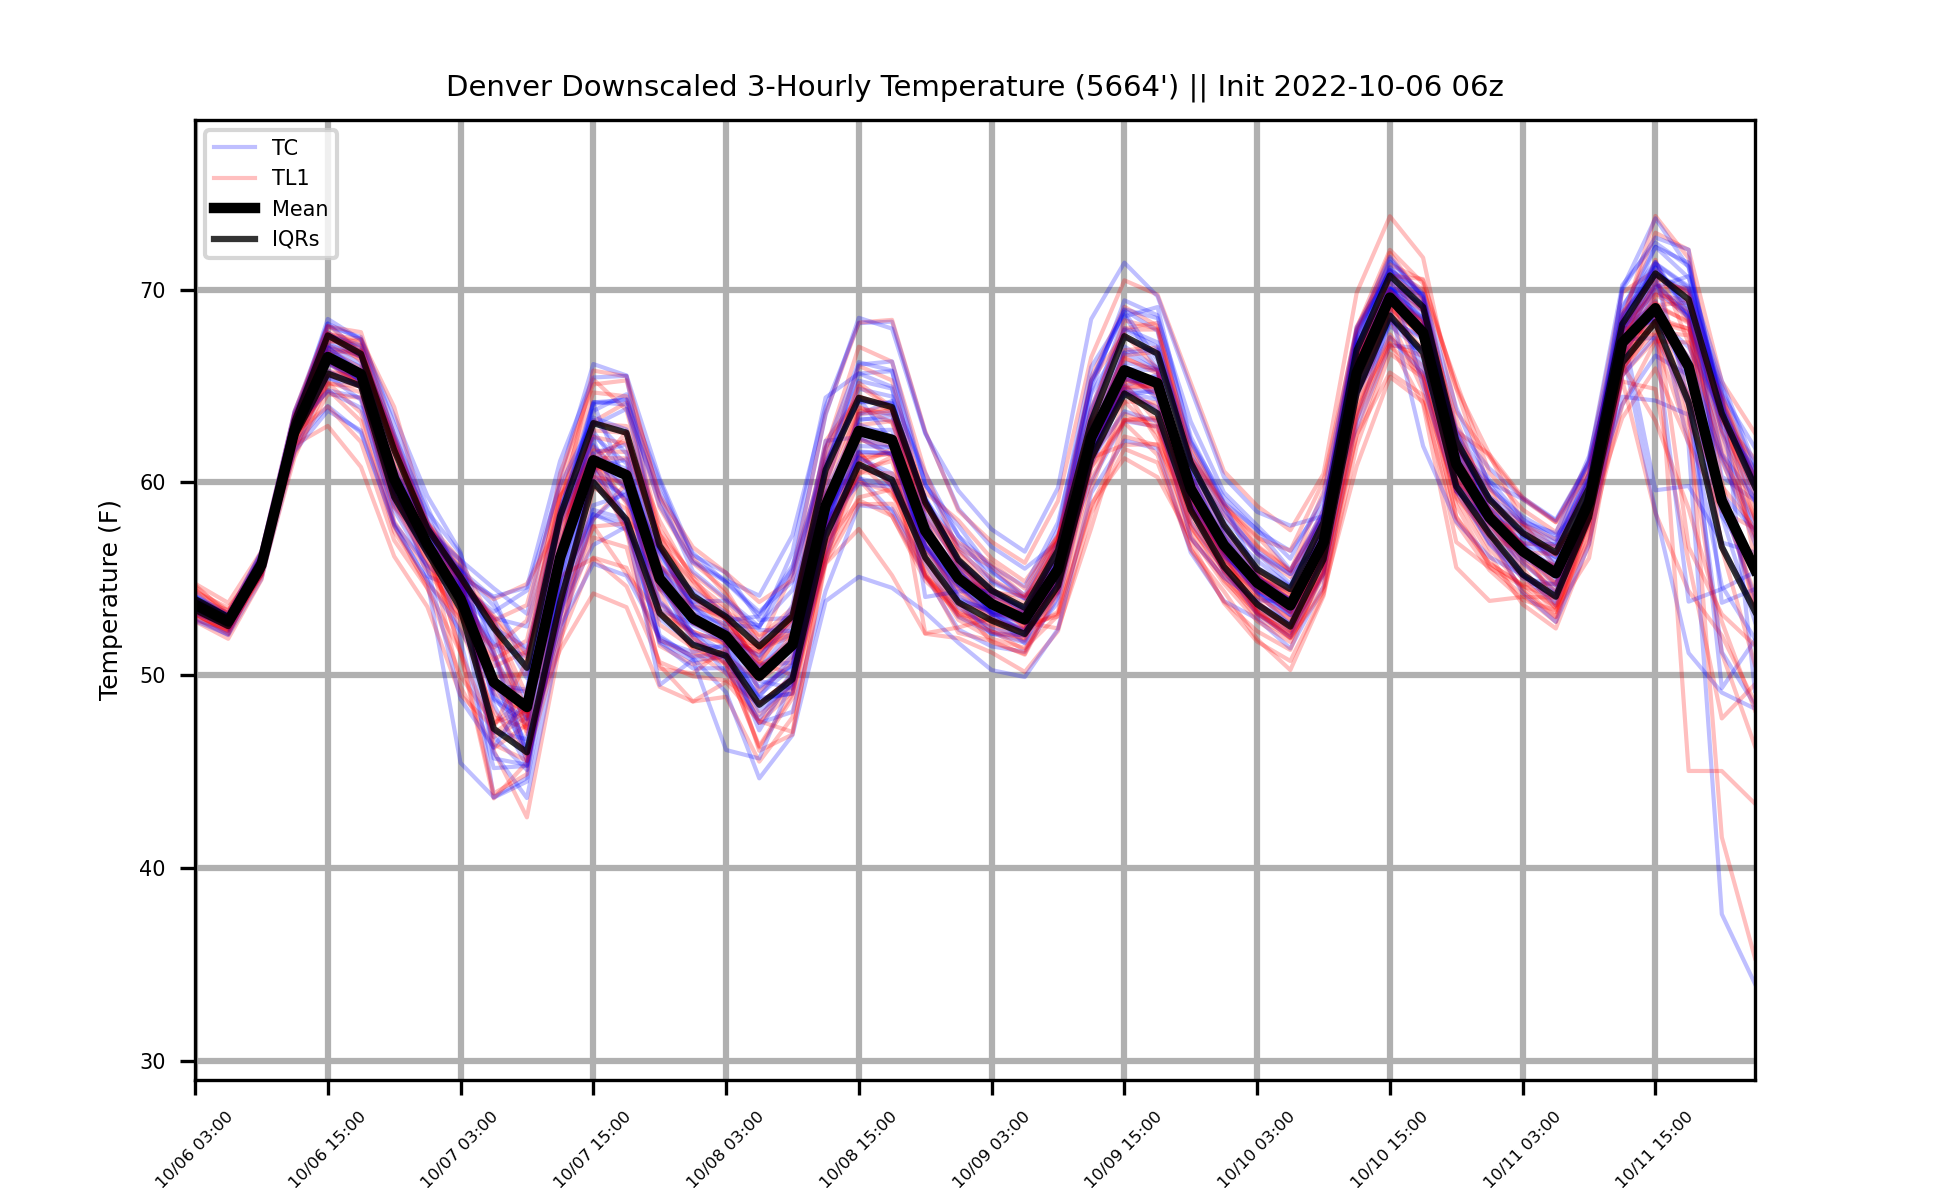 Denver Downscaled 3-Hourly Temperature (5664') || Init 2022-10-06 06z
TC
TL1
Mean
IQRs
Temperature (F)
70
60
50
40
30
10/06 03:00
10/06 15:00
10/07 03:00
10/07 15:00
10/08 03:00
10/08 15:00
10/09 03:00
10/09 15:00
10/10 03:00
10/10 15:00
10/11 03:00
10/11 15:00